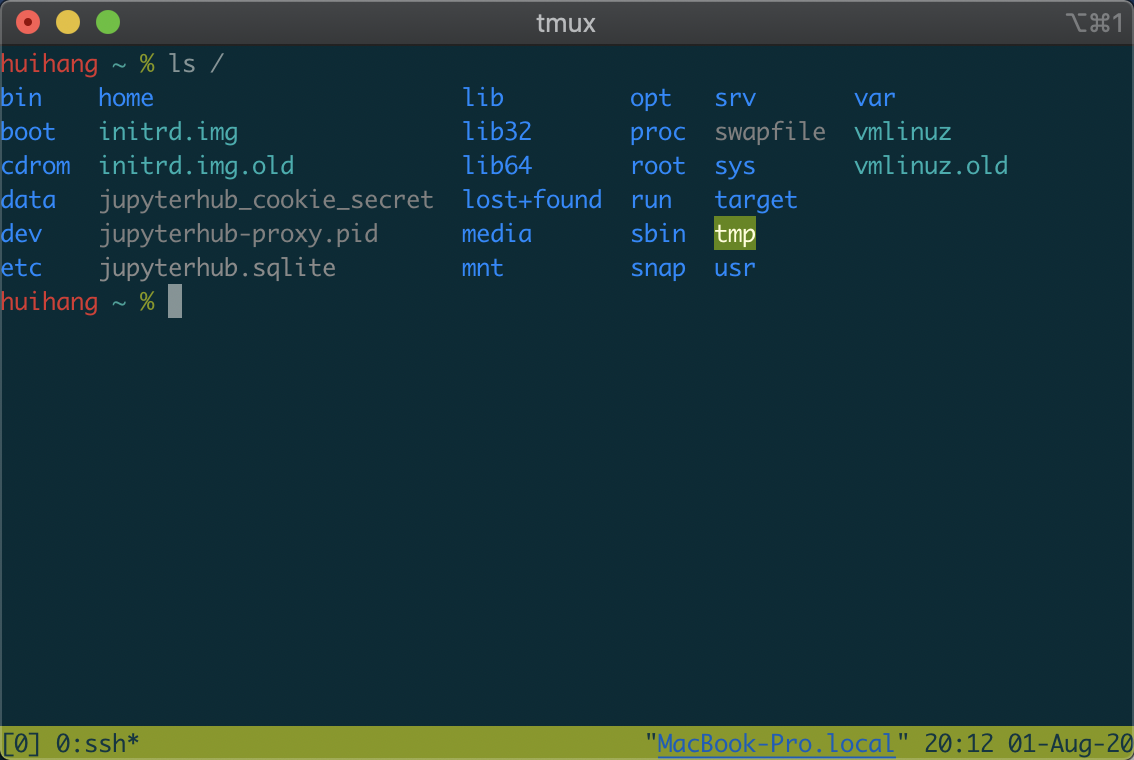 tmux ⌥⌘1
huihang ~ % ls /
bin home lib opt srv var
boot initrd.img lib32 proc swapfile vmlinuz
cdrom initrd.img.old lib64 root sys vmlinuz.old
data jupyterhub_cookie_secret lost+found run target
dev jupyterhub-proxy.pid media sbin tmp
etc jupyterhub.sqlite mnt snap usr
huihang ~ %
[0] 0:ssh* "MacBook-Pro.local" 20:12 01-Aug-20